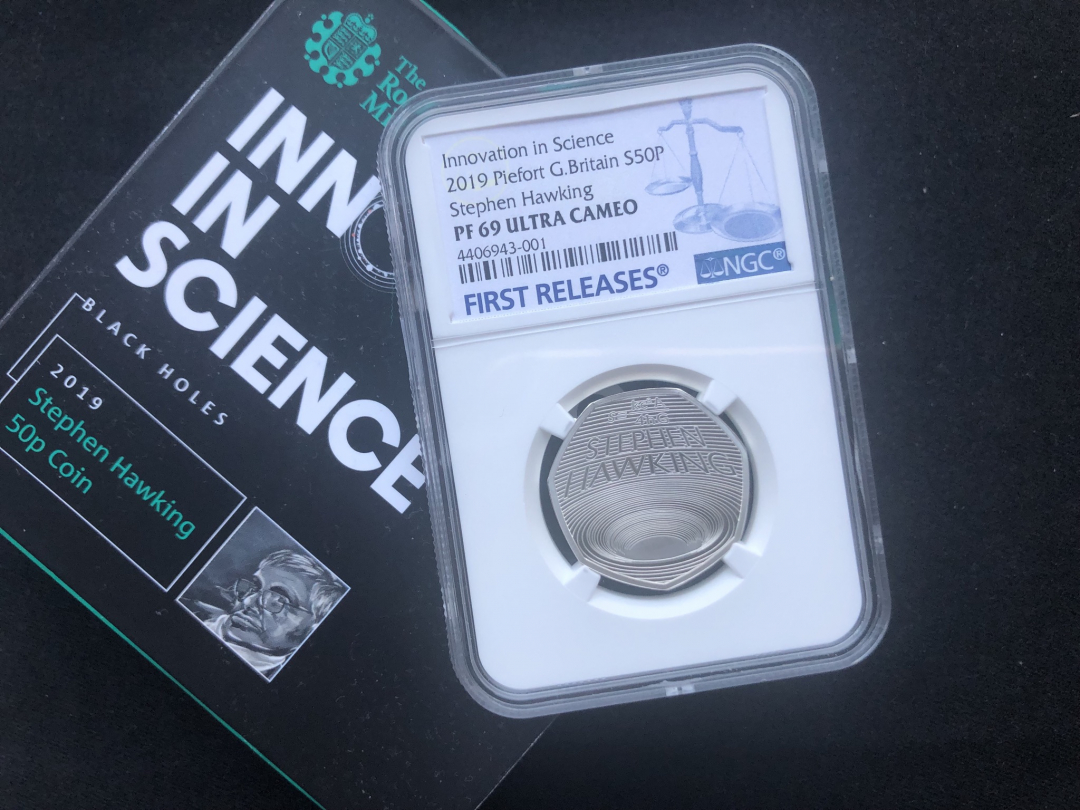 The
Ro
Mi
INNO
IN
SCIENCE
BLACK HOLES
2019
Stephen Hawking
50p Coin
Innovation in Science
2019 Piefort G.Britain S50P
Stephen Hawking
PF 69 ULTRA CAMEO
4406943-001
FIRST RELEASES®
NGC®
STEPHEN
HAWKING